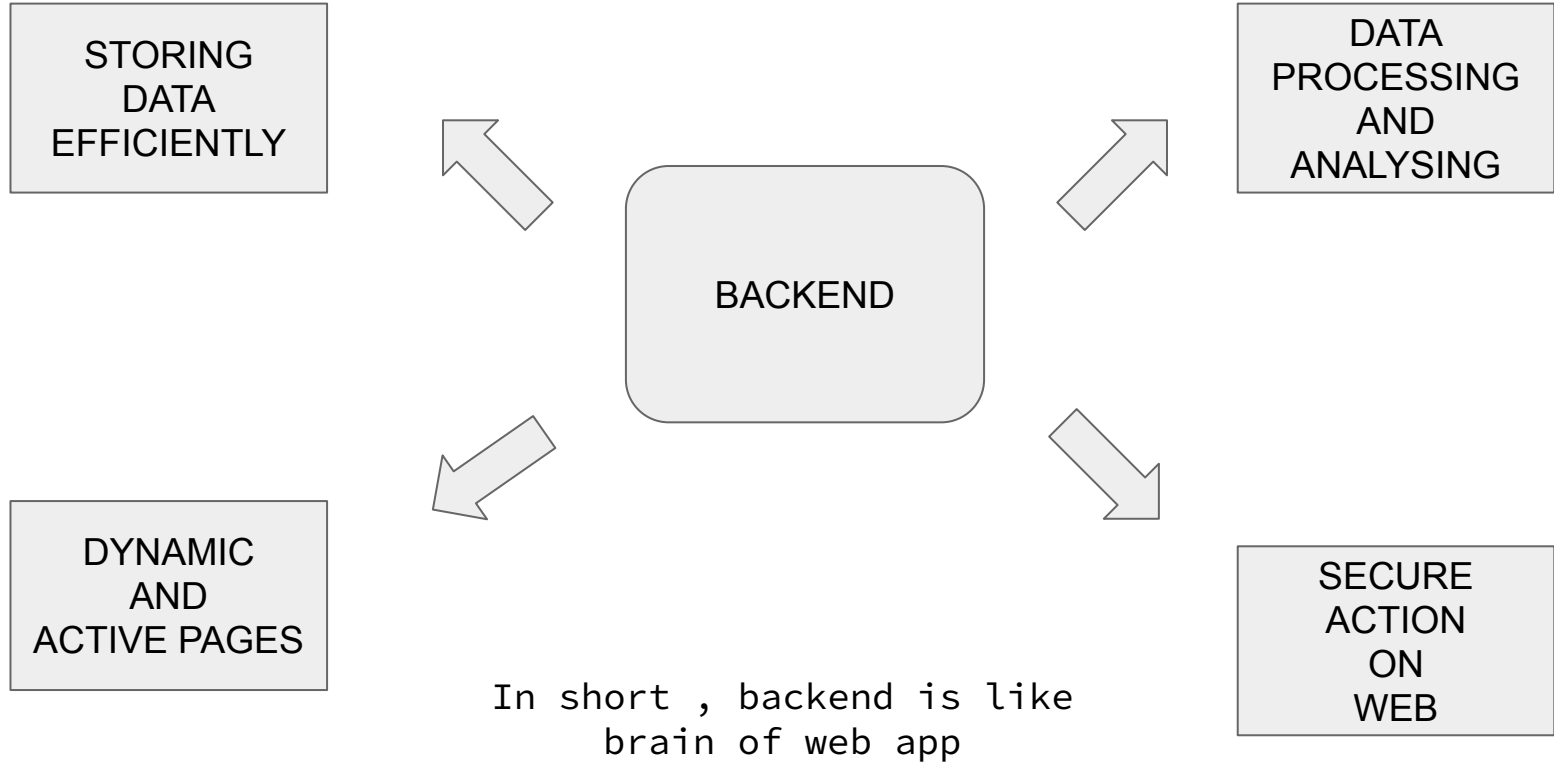 STORING
DATA
EFFICIENTLY
DATA
PROCESSING
AND
ANALYSING
BACKEND
DYNAMIC
AND
ACTIVE PAGES
SECURE
ACTION
ON
WEB
In short , backend is like
brain of web app